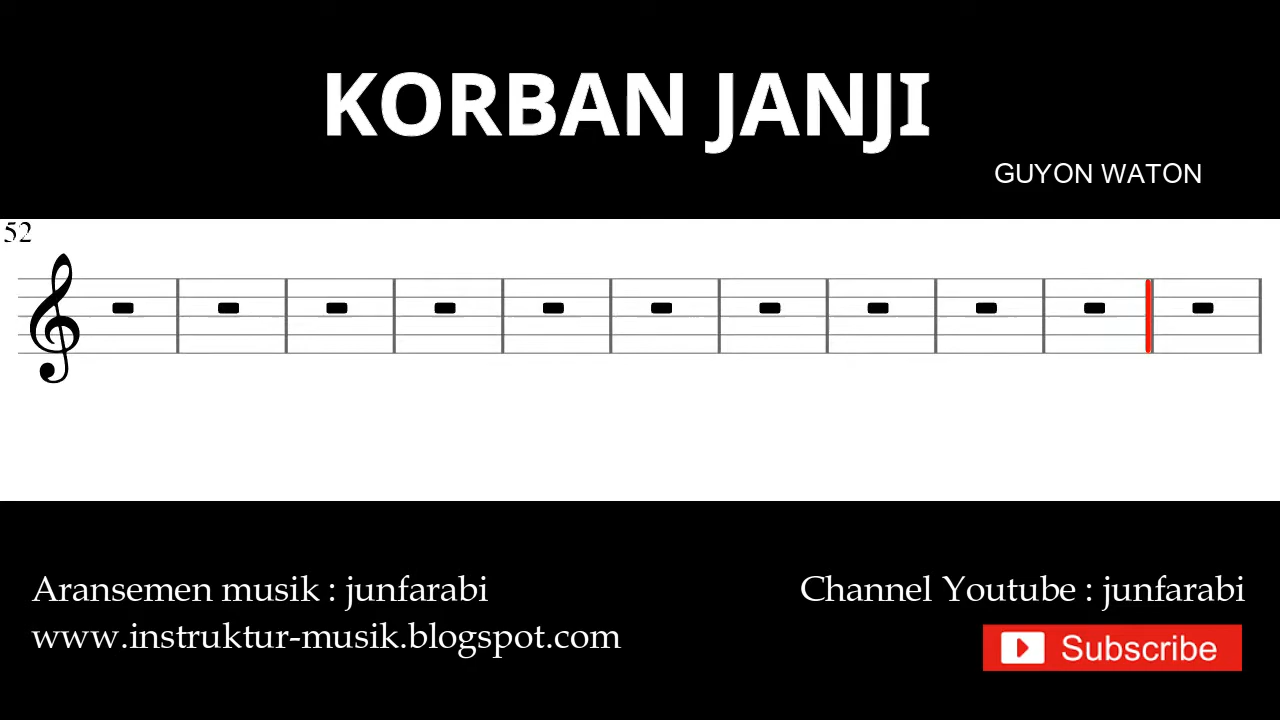 KORBAN JANJI
GUYON WATON
52
Aransemen musik : junfarabi
www.instruktur-musik.blogspot.com
Channel Youtube : junfarabi
Subscribe